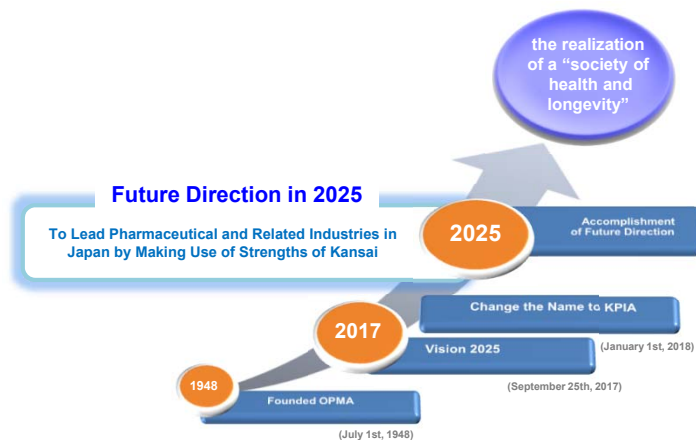 the realization
of a “society of
health and
longevity”
Future Direction in 2025
To Lead Pharmaceutical and Related Industries in
Japan by Making Use of Strengths of Kansai
2025
Accomplishment
of Future Direction
Change the Name to KPIA
(January 1st, 2018)
2017
Vision 2025
(September 25th, 2017)
1948
Founded OPMA
(July 1st, 1948)